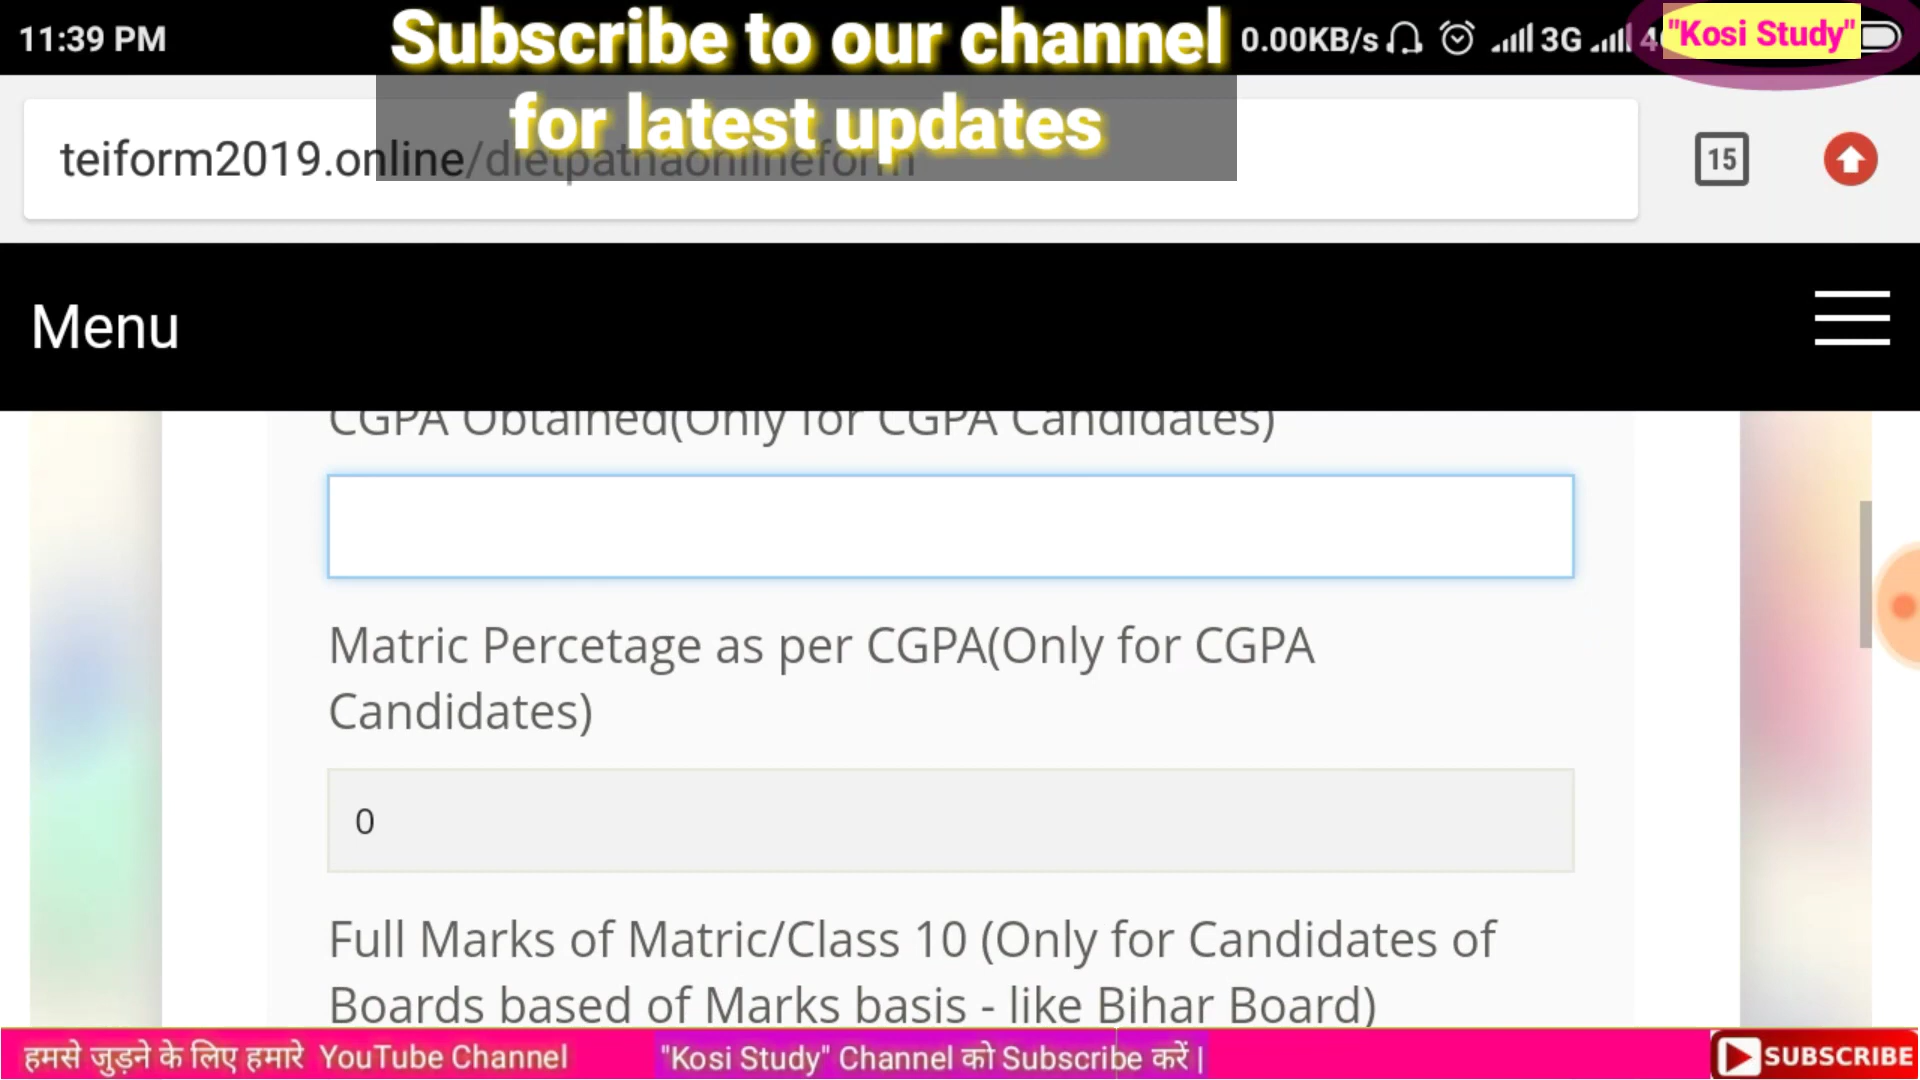 11:39 PM
Subscribe to our channel
0.00KB/s
3G
4
"Kosi Study"
for latest updates
teiform2019.online/dietpatnaonlineform
15
Menu
CGPA Obtained(Only for CGPA Candidates)
Matric Percetage as per CGPA(Only for CGPA
Candidates)
0
Full Marks of Matric/Class 10 (Only for Candidates of
Boards based of Marks basis - like Bihar Board)
हमसे जुड़ने के लिए हमारे YouTube Channel
"Kosi Study" Channel को Subscribe करें |
SUBSCRIBE